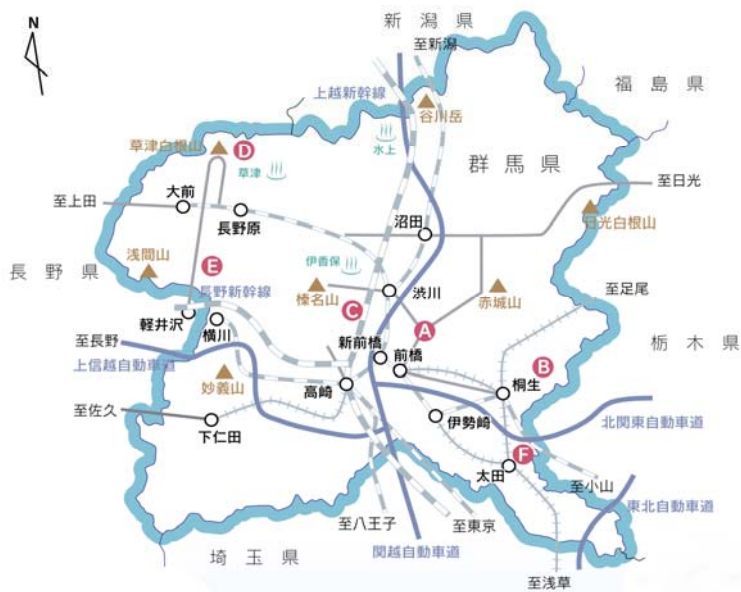 新潟県
N
至新潟
上越新幹線
福島県
谷川岳
草津白根山
D
水上
群馬県
草津
至日光
至上田
大前
長野原
沼田
日光白根山
浅間山
伊香保
長野県
E
渋川
至足尾
長野新幹線
榛名山
赤城山
C
軽井沢
横川
新前橋
A
前橋
栃木県
至長野
上信越自動車道
B
妙義山
高崎
桐生
至佐久
伊勢崎
北関東自動車道
下仁田
F
太田
至小山
東北自動車道
至八王子
至東京
埼玉県
関越自動車道
至浅草